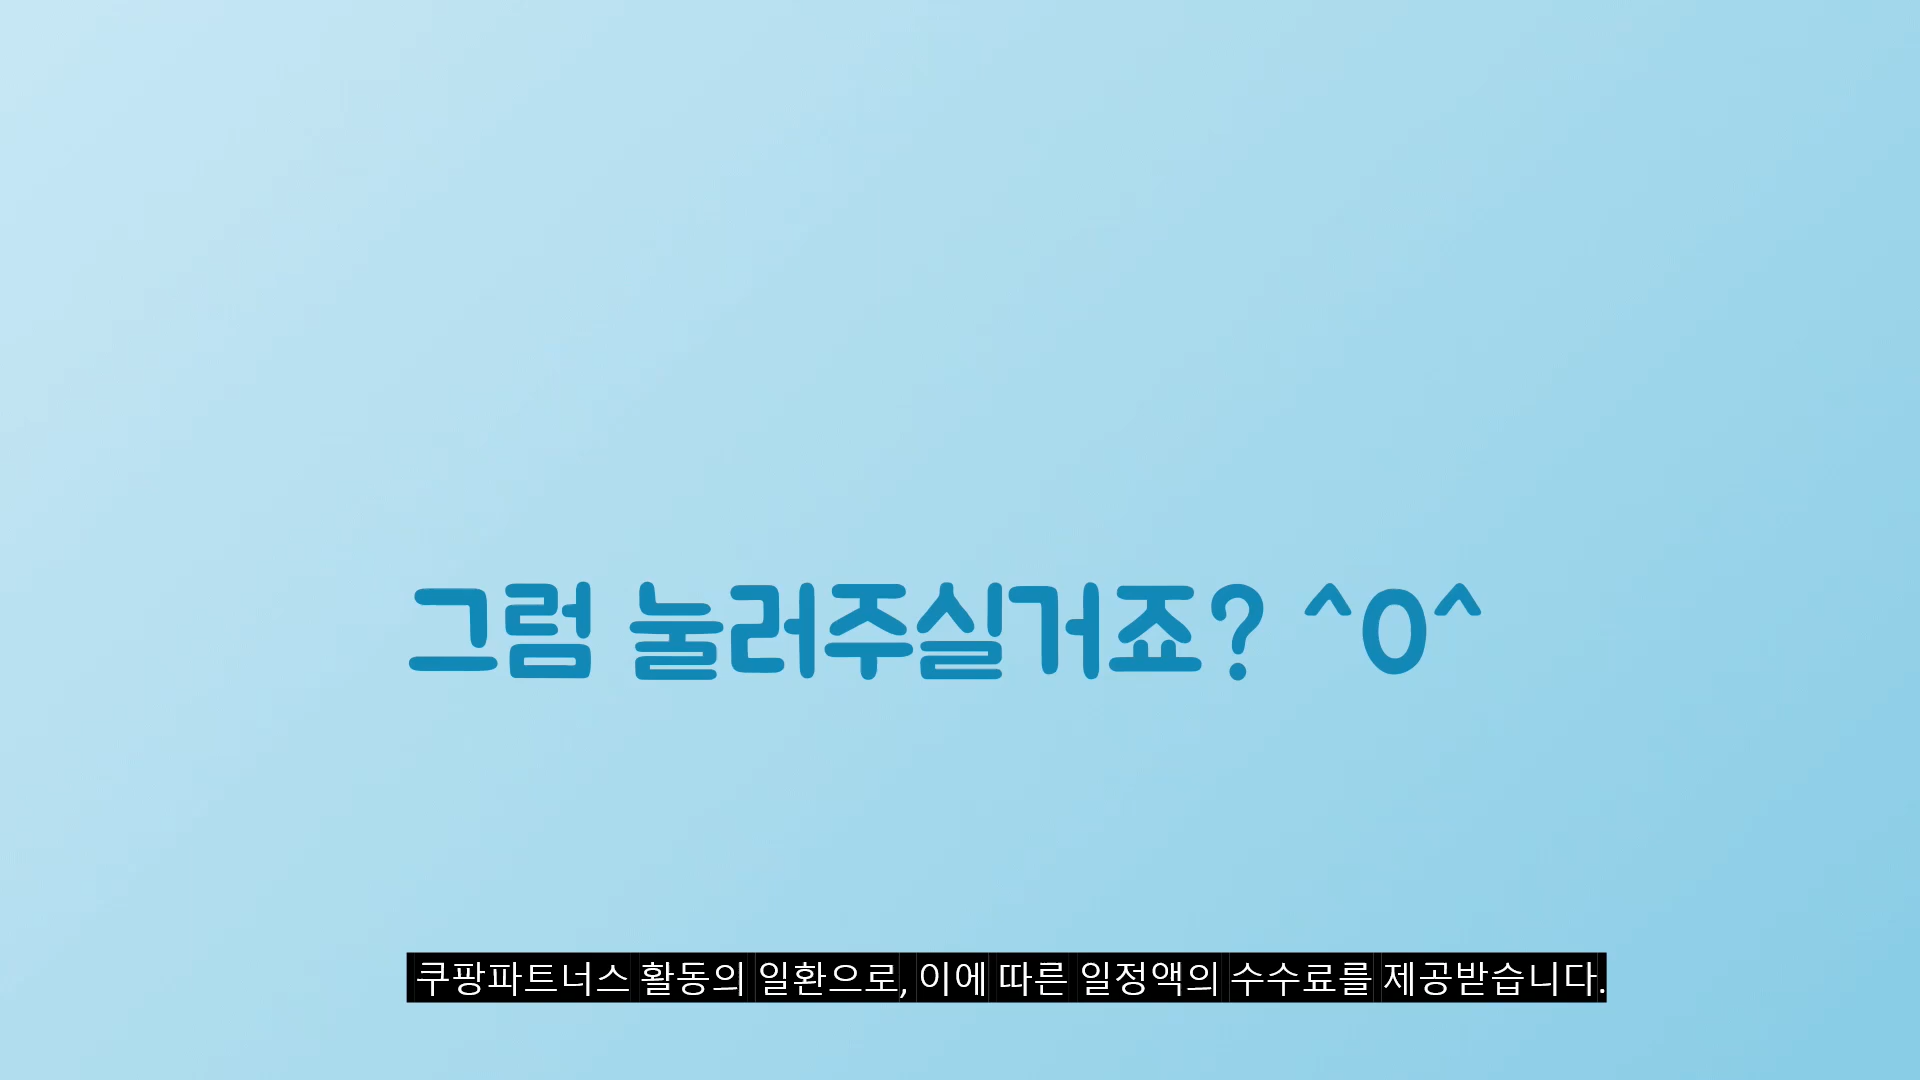 그럼 눌러주실거죠? ^0^
쿠팡파트너스 활동의 일환으로, 이에 따른 일정액의 수수료를 제공받습니다.